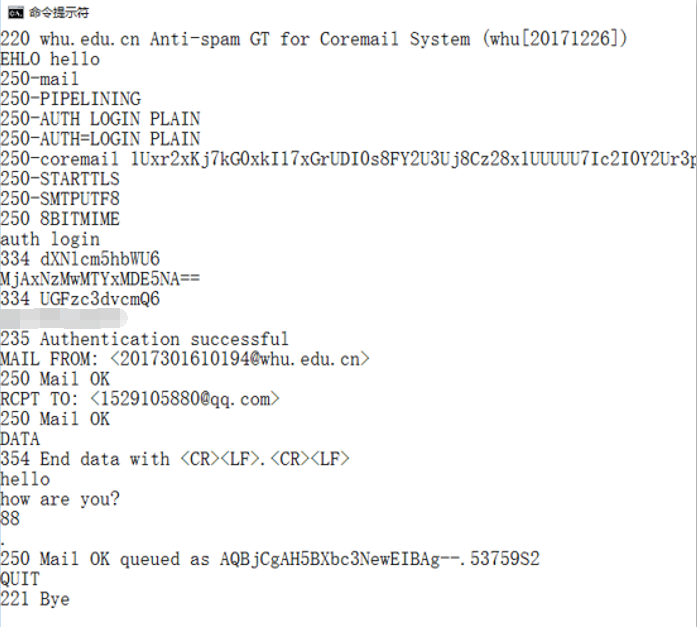 命令提示符
220 whu.edu.cn Anti-spam GT for Coremail System (whu[20171226])
EHLO hello
250-mail
250-PIPELINING
250-AUTH LOGIN PLAIN
250-AUTH=LOGIN PLAIN
250-coremail 1Uxr2xKj7kG0xkI17xGrUDI0s8FY2U3Uj8Cz28x1UUUUU7Ic2I0Y2Ur3p
250-STARTTLS
250-SMTPUTF8
250 8BITMIME
auth login
334 dXNlcm5hbWU6
MjAxNzMwMTYxMDE5NA==
334 UGFzc3dvcmQ6
235 Authentication successful
MAIL FROM: <2017301610194@whu.edu.cn>
250 Mail OK
RCPT TO: <1529105880@qq.com>
250 Mail OK
DATA
354 End data with <CR><LF>.<CR><LF>
hello
how are you?
88
.
250 Mail OK queued as AQBjCgAH5BXbc3NewEIBAg--.53759S2
QUIT
221 Bye